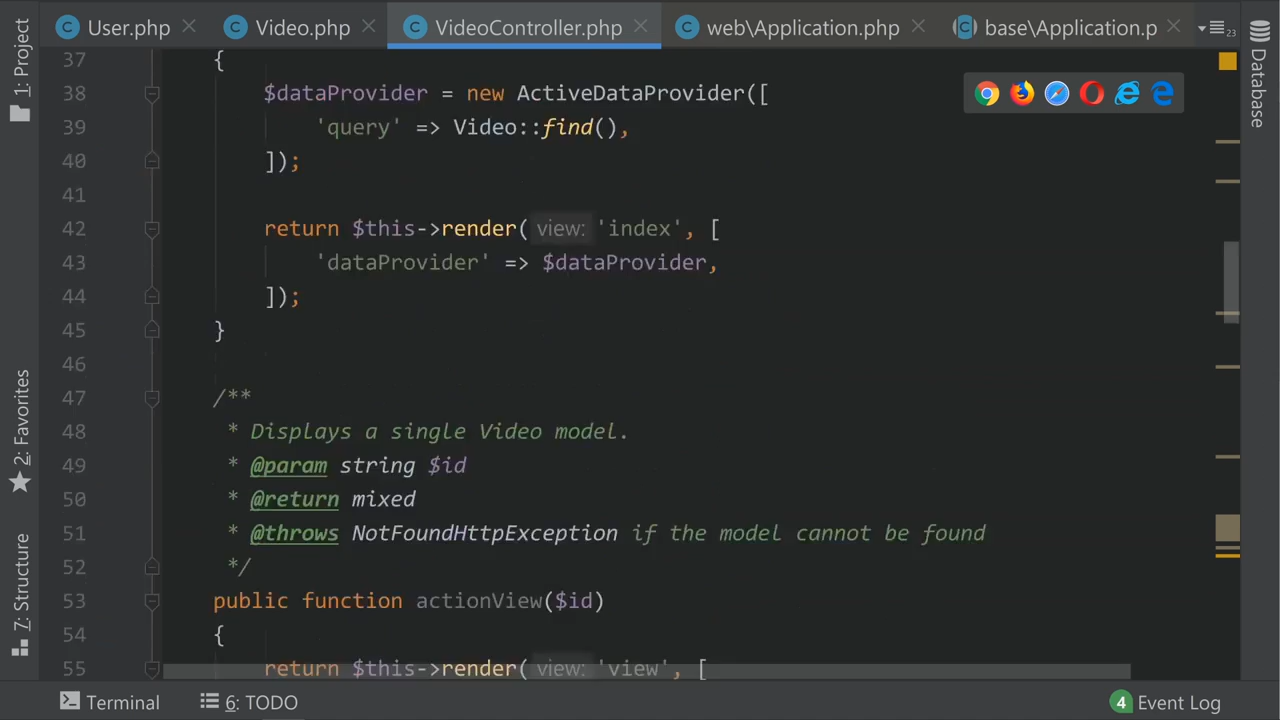 User.php
Video.php
VideoController.php
web\Application.php
base\Application.p
23
1: Project
2: Favorites
7: Structure
Database
37 {
38 $dataProvider = new ActiveDataProvider([
39 'query' => Video::find(),
40 ]);
41
42 return $this->render( view: 'index', [
43 'dataProvider' => $dataProvider,
44 ]);
45 }
46
47 /**
48 * Displays a single Video model.
49 * @param string $id
50 * @return mixed
51 * @throws NotFoundHttpException if the model cannot be found
52 */
53 public function actionView($id)
54 {
55 return $this->render( view: 'view', [
Terminal
6: TODO
4 Event Log